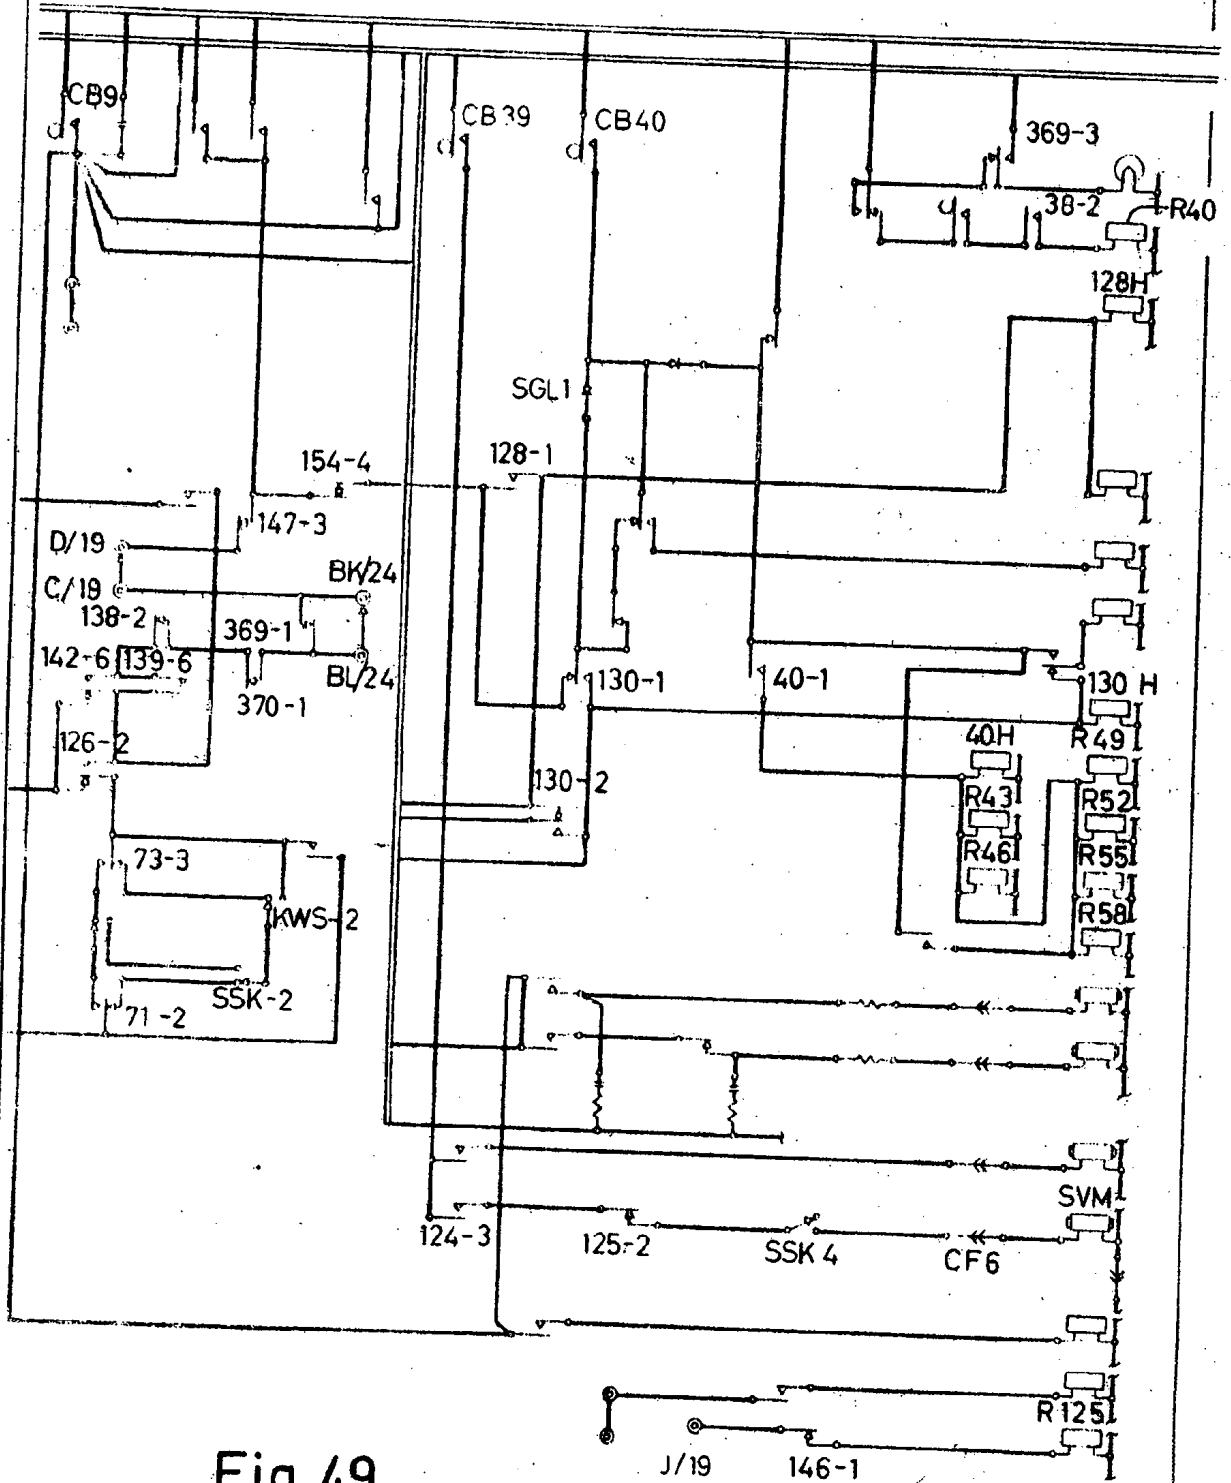 CB9
CB39
CB40
369-3
38-2
R40
128H
SGL1
154-4
128-1
147-3
D/19
C/19
BK/24
138-2
369-1
142-6
139-6
BL/24
370-1
130-1
40-1
130 H
126-2
40H
R49
130-2
R43
R52
R46
R55
73-3
R58
KWS-2
SSK-2
71-2
SVM
124-3
125-2
SSK 4
CF6
R125
J/19
146-1
Fig 49